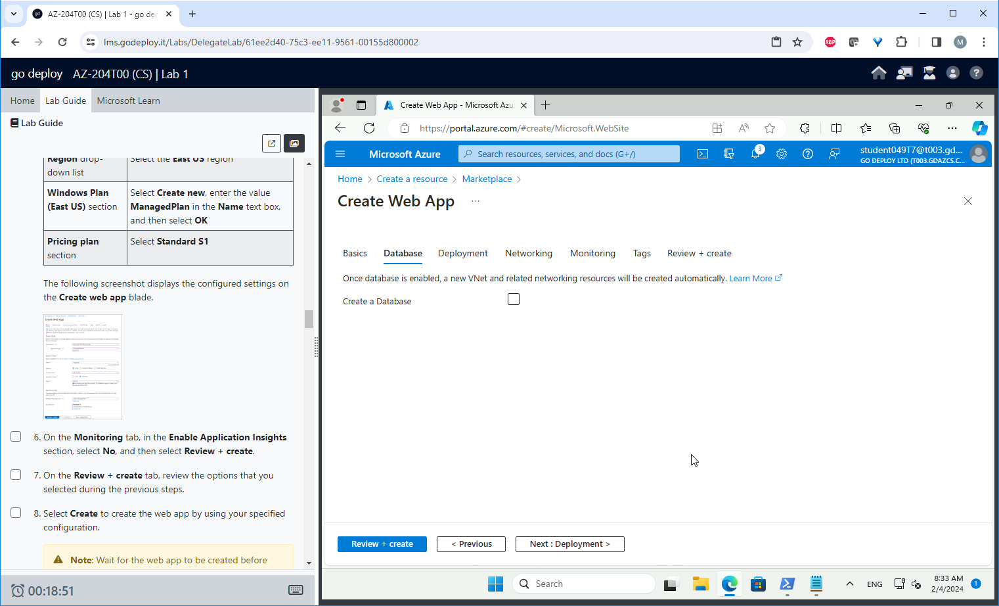 AZ-204T00 (CS) | Lab 1 - go de
lms.godeploy.it/Labs/DelegateLab/61ee2d40-75c3-ee11-9561-00155d800002
ABP
M
go deploy AZ-204T00 (CS) | Lab 1
Home Lab Guide Microsoft Learn
Lab Guide
Region drop-
down list
Select the East US region
Windows Plan
(East US) section
Select Create new, enter the value
ManagedPlan in the Name text box,
and then select OK
Pricing plan
section
Select Standard S1
The following screenshot displays the configured settings on
the Create web app blade.
Create Web App
6. On the Monitoring tab, in the Enable Application Insights
section, select No, and then select Review + create.
7. On the Review + create tab, review the options that you
selected during the previous steps.
8. Select Create to create the web app by using your specified
configuration.
Note: Wait for the web app to be created before
00:18:51
Create Web App - Microsoft Azu
https://portal.azure.com/#create/Microsoft.WebSite
Microsoft Azure
Search resources, services, and docs (G+/)
3
student049T7@t003.gd...
GO DEPLOY LTD (T003.GDAZCS.C...
Home > Create a resource > Marketplace >
Create Web App ...
Basics Database Deployment Networking Monitoring Tags Review + create
Once database is enabled, a new VNet and related networking resources will be created automatically. Learn More
Create a Database
Review + create < Previous Next : Deployment >
Search
ENG
8:33 AM
2/4/2024
1